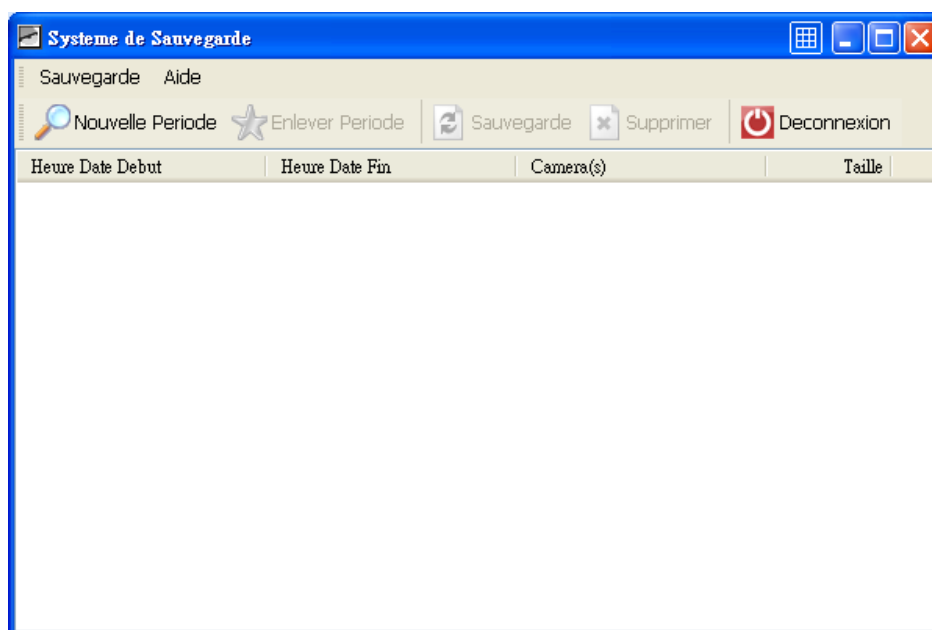 Systeme de Sauvegarde
Sauvegarde Aide
Nouvelle Periode Enlever Periode Sauvegarde Supprimer Deconnexion
Heure Date Debut Heure Date Fin Camera(s) Taille